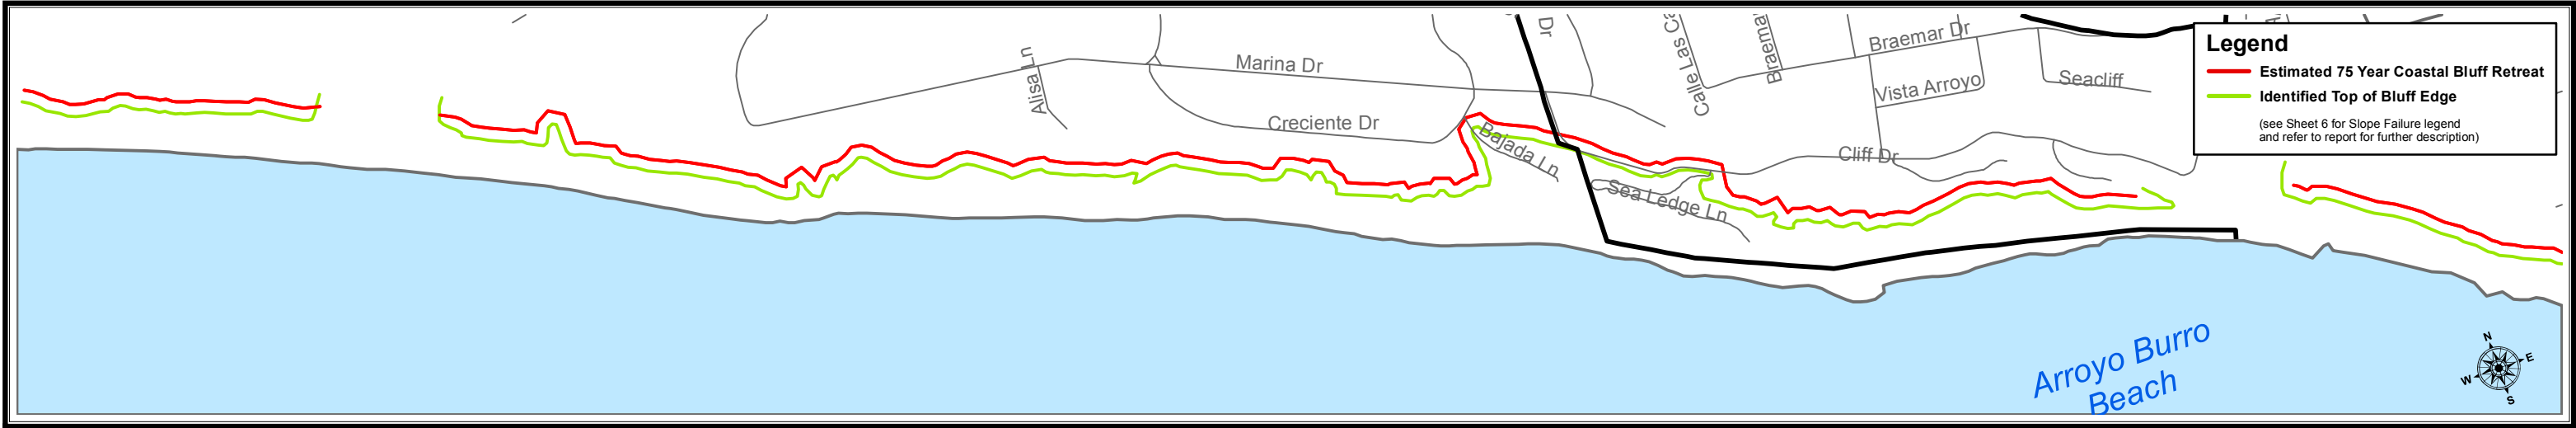 Alisa Ln
Marina Dr
Creciente Dr
Bajada Ln
Dr
Sea Ledge Ln
Braemar Dr
Vista Arroyo
Seacliff
Cliff Dr
Legend
Estimated 75 Year Coastal Bluff Retreat
Identified Top of Bluff Edge
(see Sheet 6 for Slope Failure legend
and refer to report for further description)
Arroyo Burro
Beach
N
E
W
S
Calle Las Ca
Braema